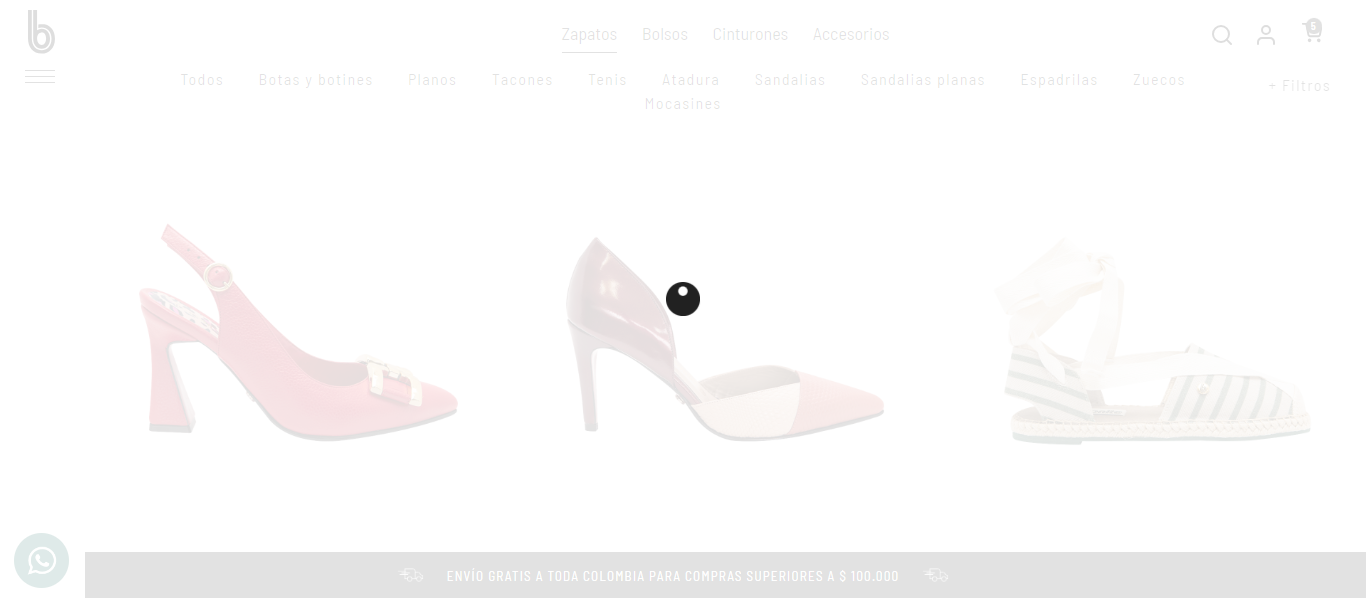 b
Zapatos Bolsos Cinturones Accesorios
5
Todos Botas y botines Planos Tacones Tenis Atadura Sandalias Sandalias planas Espadrilas Zuecos
Mocasines
+ Filtros
ENVÍO GRATIS A TODA COLOMBIA PARA COMPRAS SUPERIORES A $ 100.000